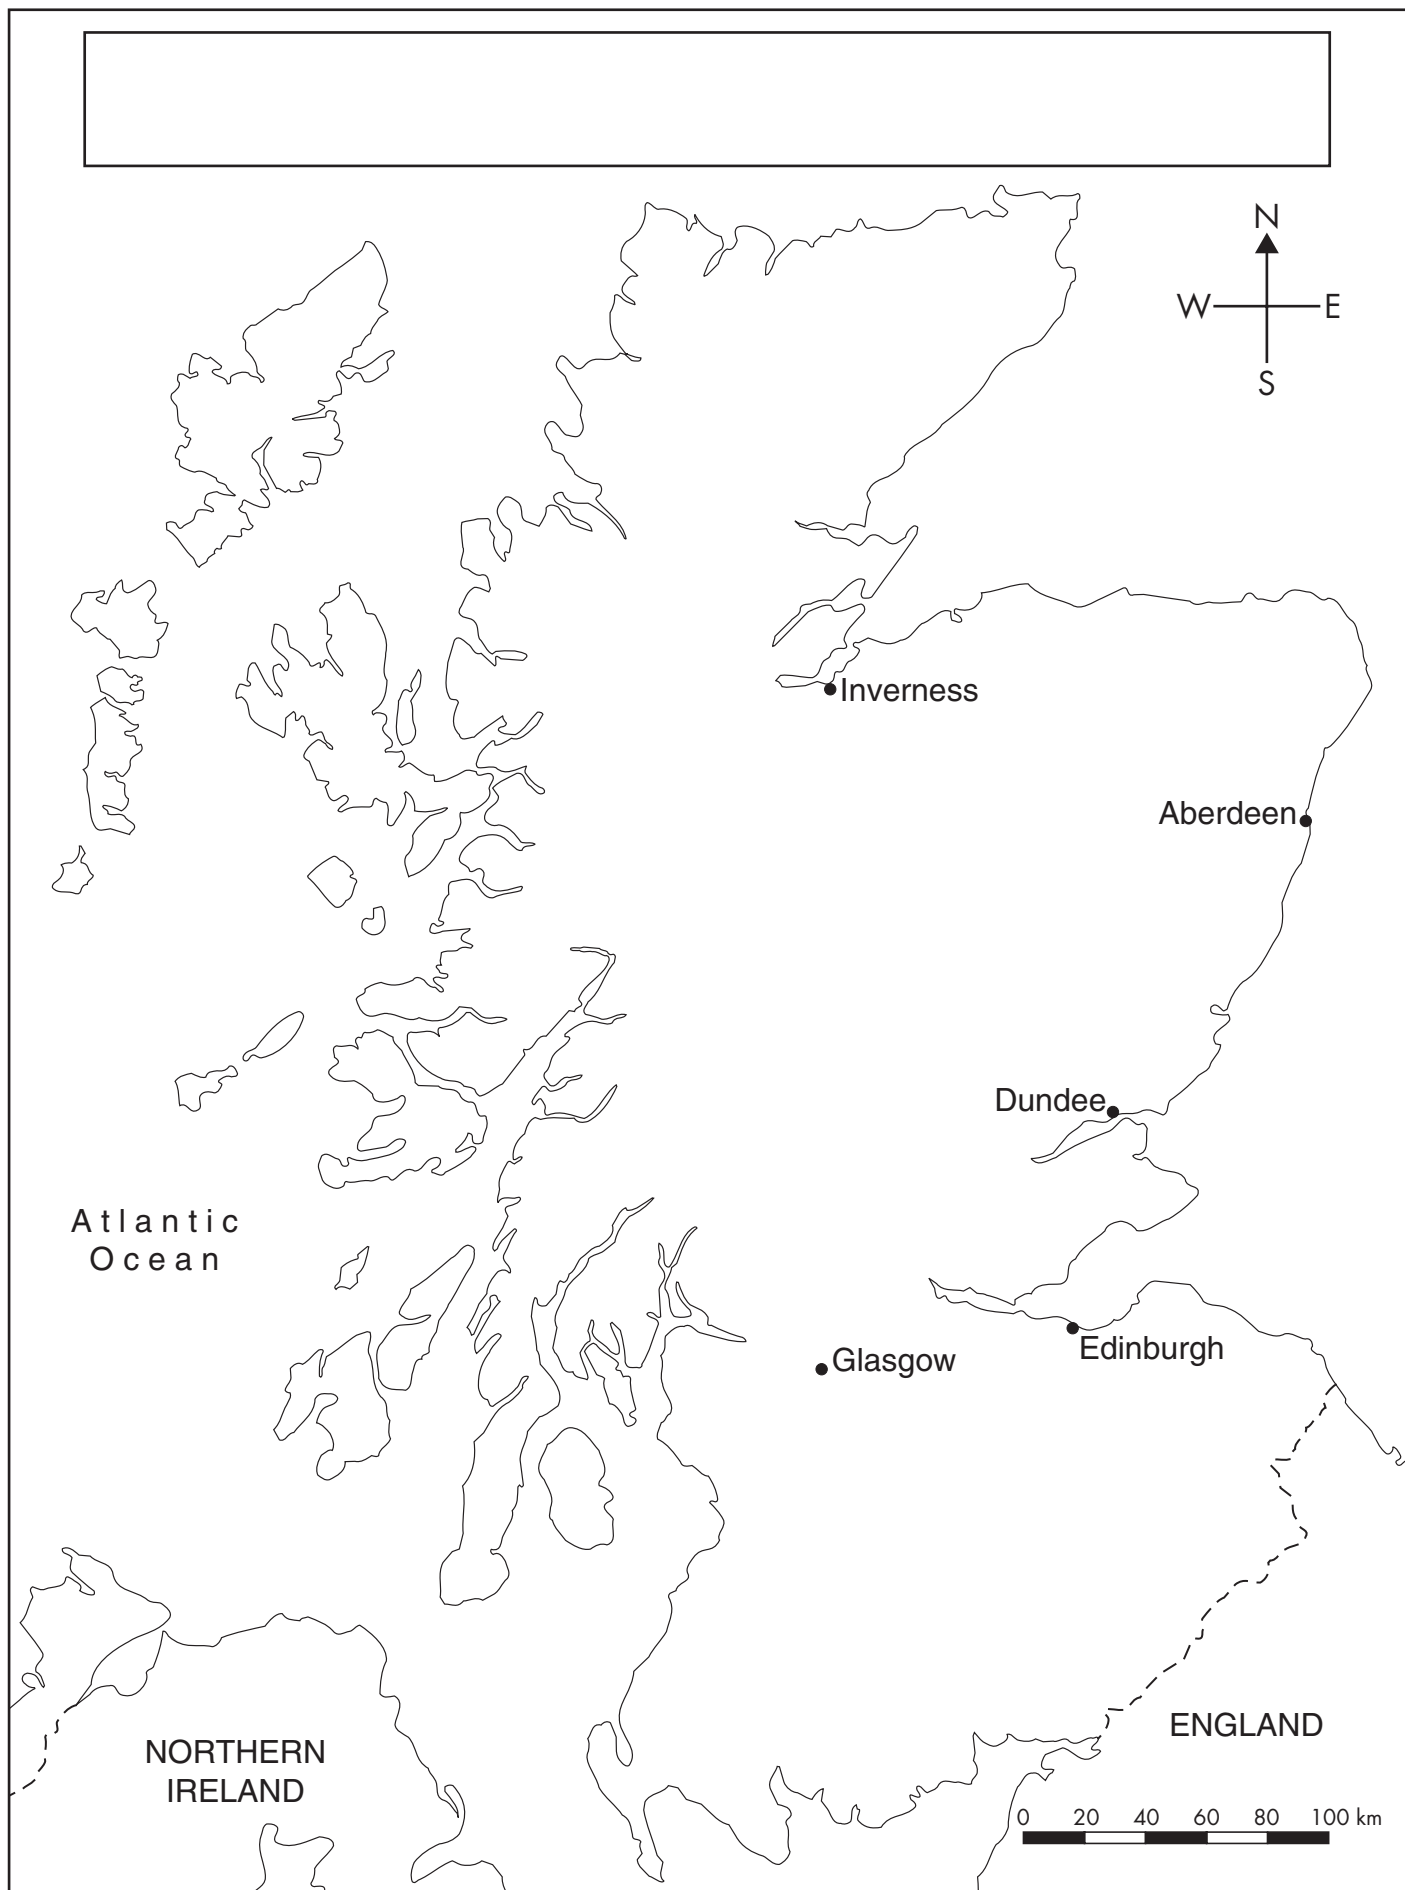 N
W E
S
Inverness
Aberdeen
Dundee
Atlantic
Ocean
Edinburgh
Glasgow
ENGLAND
NORTHERN
IRELAND
0 20 40 60 80 100 km